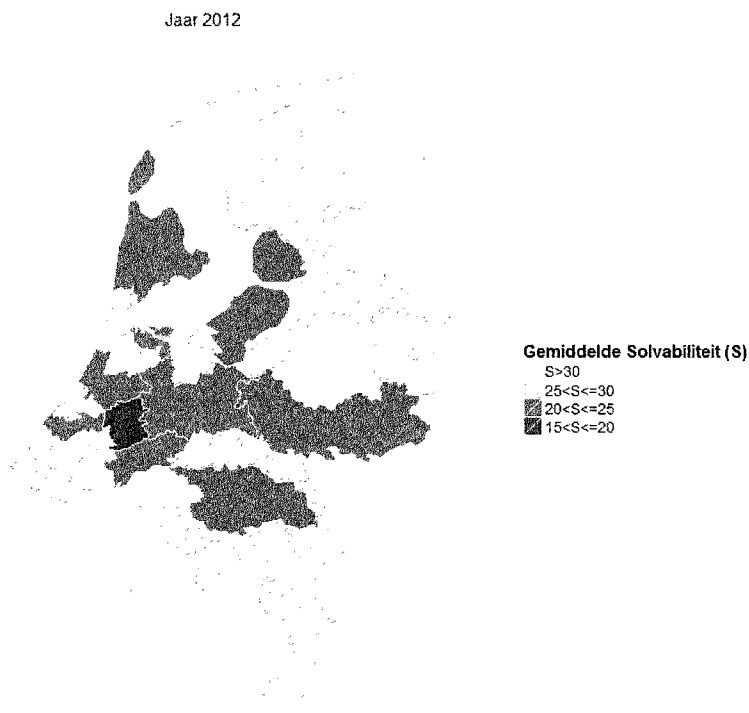 Jaar 2012
Gemiddelde Solvabiliteit (S)
S>30
25<S<=30
20<S<=25
15<S<=20